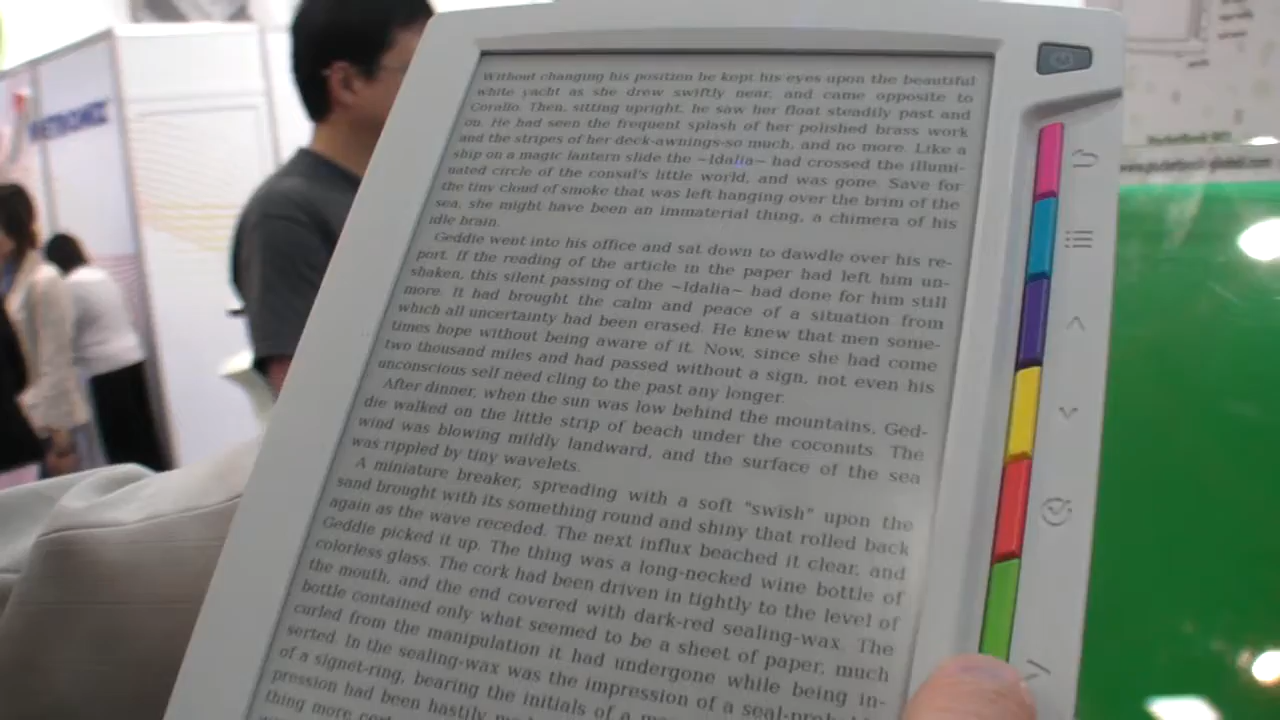 Without changing his position he kept his eyes upon the beautiful
white yacht as she drew swiftly near, and came opposite to
Coralio. Then, sitting upright, he saw her float steadily past and
on. He had seen the frequent splash of her polished brass work
and the stripes of her deck-awnings-so much, and no more. Like a
ship on a magic lantern slide the ~Idalia~ had crossed the illumi-
nated circle of the consul's little world, and was gone. Save for
the tiny cloud of smoke that was left hanging over the brim of the
sea, she might have been an immaterial thing, a chimera of his
idle brain.
Geddie went into his office and sat down to dawdle over his re-
port. If the reading of the article in the paper had left him un-
shaken, this silent passing of the ~Idalia~ had done for him still
more. It had brought the calm and peace of a situation from
which all uncertainty had been erased. He knew that men some-
times hope without being aware of it. Now, since she had come
two thousand miles and had passed without a sign, not even his
unconscious self need cling to the past any longer.
After dinner, when the sun was low behind the mountains, Ged-
die walked on the little strip of beach under the coconuts. The
wind was blowing mildly landward, and the surface of the sea
was rippled by tiny wavelets.
A miniature breaker, spreading with a soft "swish" upon the
sand brought with its something round and shiny that rolled back
again as the wave receded. The next influx beached it clear, and
Geddie picked it up. The thing was a long-necked wine bottle of
colorless glass. The cork had been driven in tightly to the level of
the mouth, and the end covered with dark-red sealing-wax. The
bottle contained only what seemed to be a sheet of paper, much
curled from the manipulation it had undergone while being in-
serted. In the sealing-wax was the impression of a seal-
of a signet-ring, bearing the initials of a
pression had been hastily
thing more